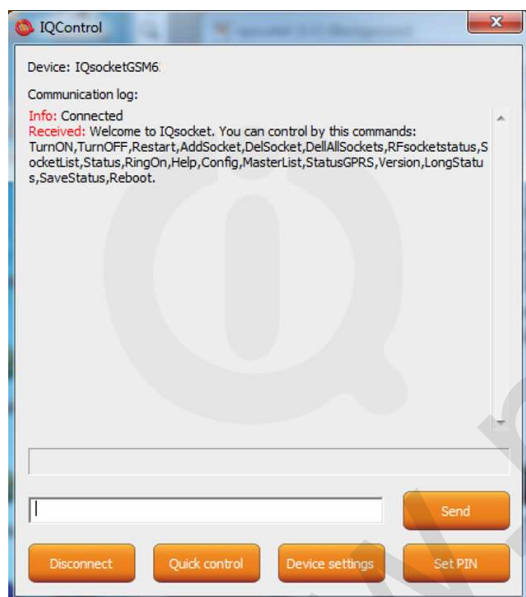 IQControl
Device: IQsocketGSM6
Communication log:
Info: Connected
Received: Welcome to IQsocket. You can control by this commands:
TurnON,TurnOFF,Restart,AddSocket,DelSocket,DellAllSockets,RFsocketstatus,S
ocketList,Status,RingOn,Help,Config,MasterList,StatusGPRS,Version,LongStatu
s,SaveStatus,Reboot.
Send
Disconnect Quick control Device settings Set PIN